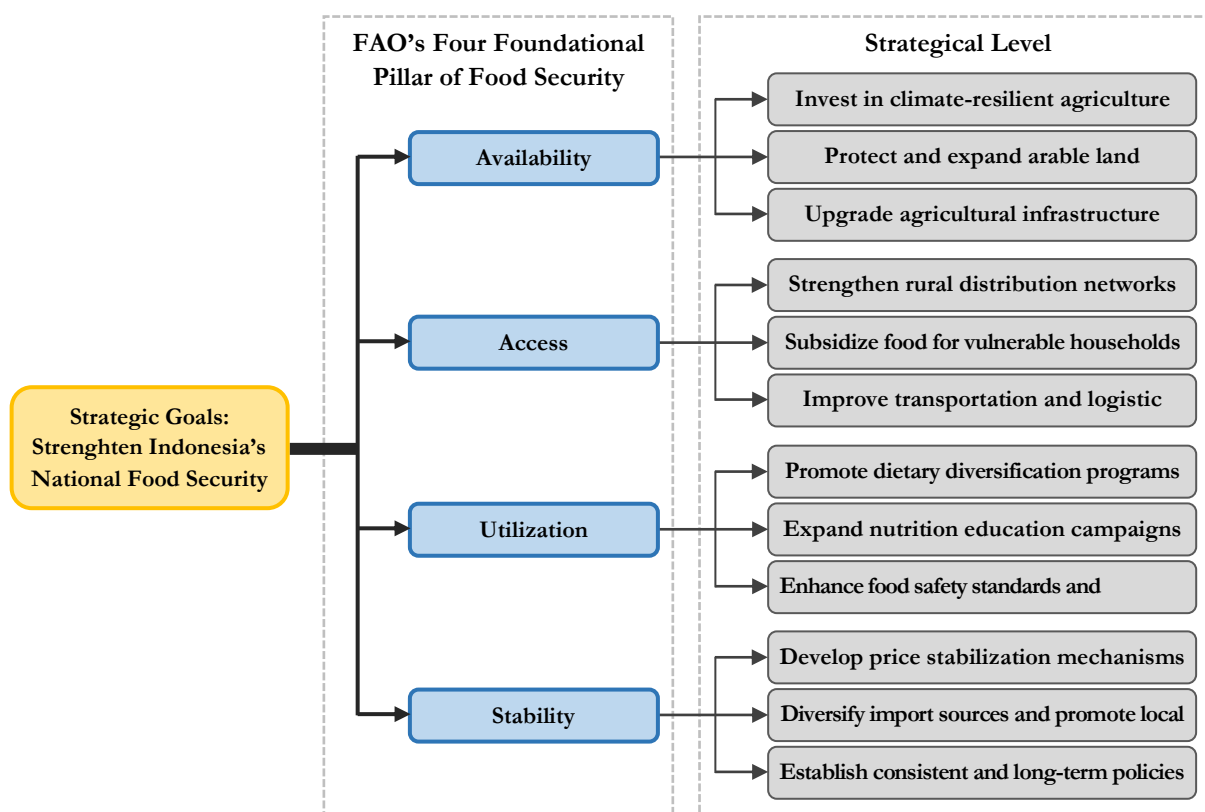 FAO’s Four Foundational
Pillar of Food Security
Strategical Level
Invest in climate-resilient agriculture
Availability
Protect and expand arable land
Upgrade agricultural infrastructure
Strengthen rural distribution networks
Access
Subsidize food for vulnerable households
Improve transportation and logistic
Strategic Goals:
Strenghten Indonesia’s
National Food Security
Promote dietary diversification programs
Utilization
Expand nutrition education campaigns
Enhance food safety standards and
Develop price stabilization mechanisms
Stability
Diversify import sources and promote local
Establish consistent and long-term policies